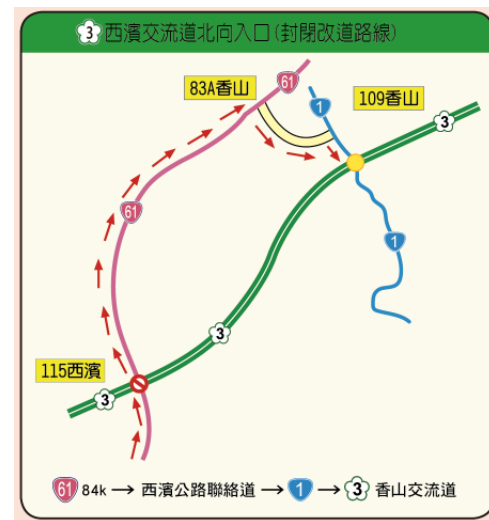 3 西濱交流道北向入口(封閉改道路線)
83A香山
61
1
109香山
3
61
1
3
115西濱
3
61 84k → 西濱公路聯絡道 → 1 → 3 香山交流道